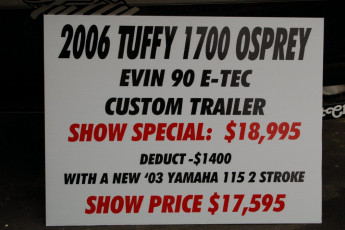 2006 TUFFY 1700 OSPREY
EVIN 90 E-TEC
CUSTOM TRAILER
SHOW SPECIAL: $18,995
DEDUCT -$1400
WITH A NEW '03 YAMAHA 115 2 STROKE
SHOW PRICE $17,595